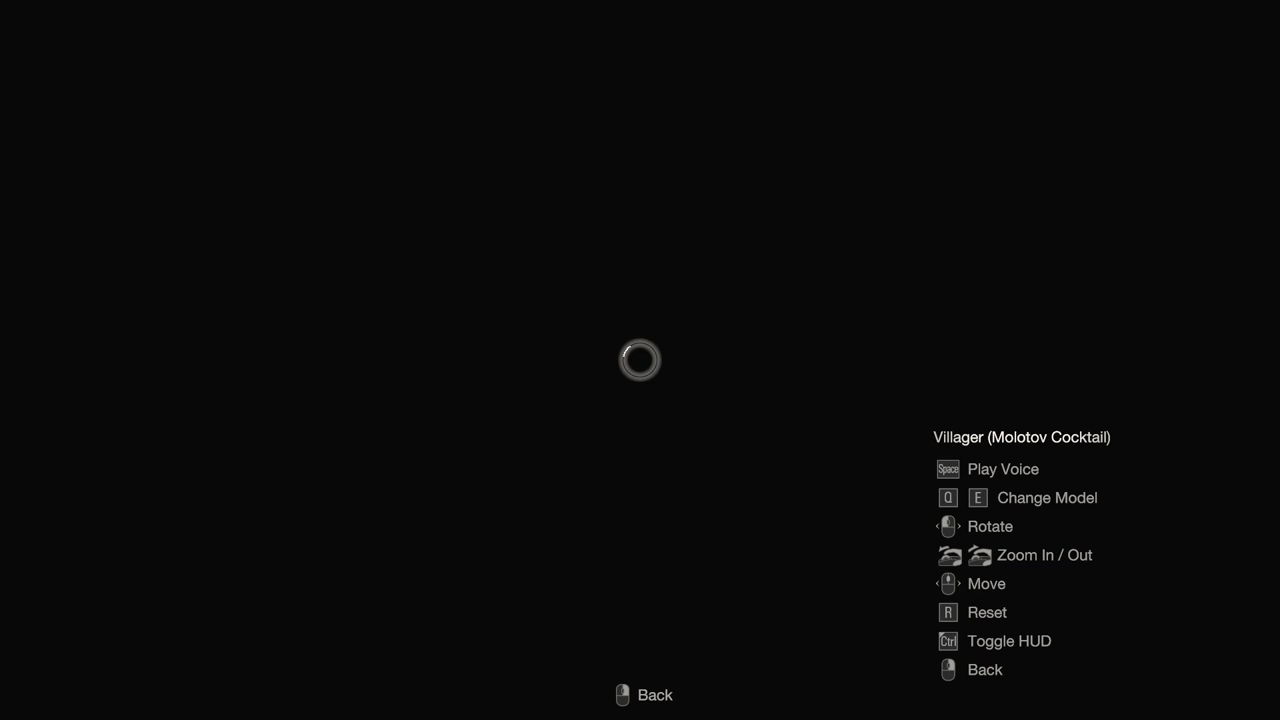 Villager (Molotov Cocktail)
Space Play Voice
Q E Change Model
Rotate
Zoom In / Out
Move
R Reset
Ctrl Toggle HUD
Back
Back